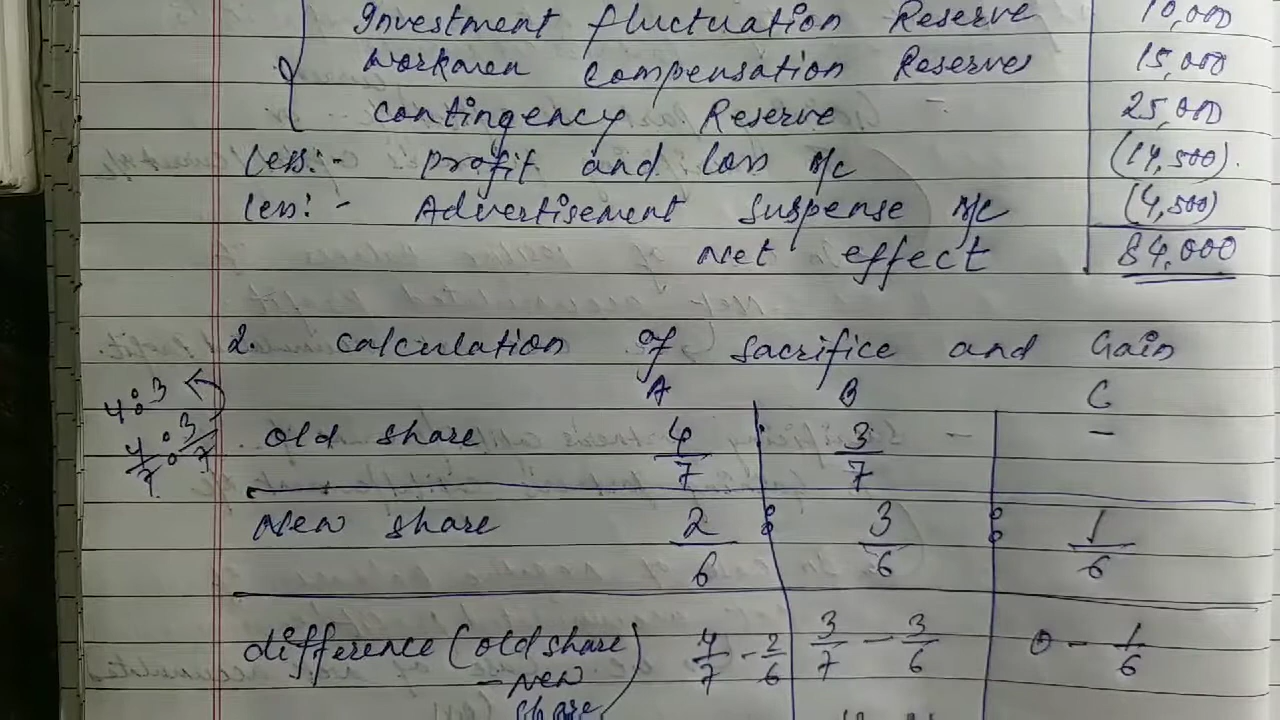 Investment fluctuation Reserve 10,000
workmen compensation Reserves 15,000
contingency Reserve 25,000
Less:- profit and loss A/c (14,500).
Less:- Advertisement suspense A/c (4,500)
Net effect 84,000
2. calculation of sacrifice and Gain
A B C
4:3
4/7 : 3/7
old share 4/7 : 3/7 - -
New share 2/6 : 3/6 : 1/6
difference (old share 4/7 - 2/6 3/7 - 3/6 0 - 1/6
- New
share)